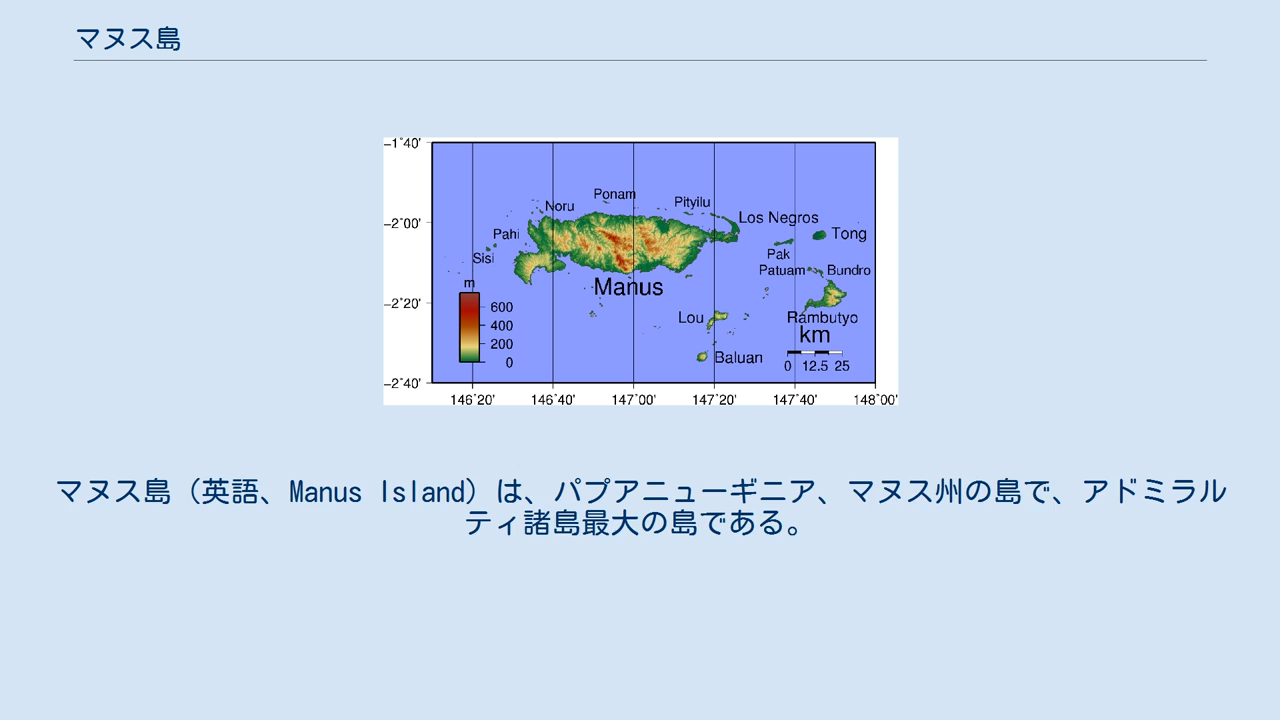 マヌス島
-1°40'
-2°00'
-2°20'
-2°40'
Noru
Ponam
Pityilu
Los Negros
Pahi
Tong
Sisi
Pak
Patuam
Bundro
Manus
m
600
400
200
0
Lou
Rambutyo
km
Baluan
0 12.5 25
146°20' 146°40' 147°00' 147°20' 147°40' 148°00'
マヌス島（英語、Manus Island）は、パプアニューギニア、マヌス州の島で、アドミラル
ティ諸島最大の島である。